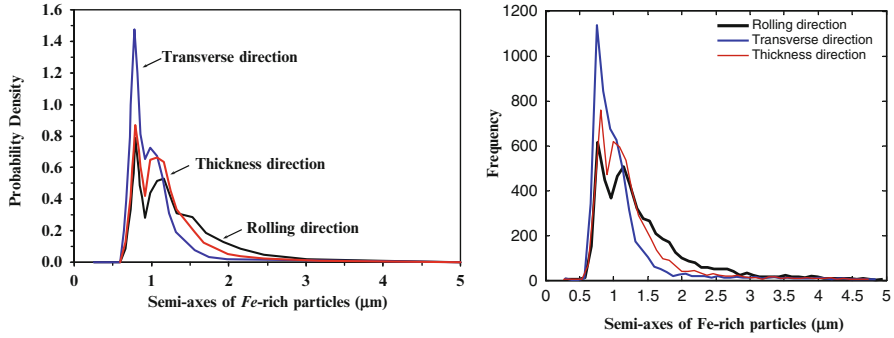 1.6
1.4
1.2
1.0
0.8
0.6
0.4
0.2
0.0
Probability Density
Transverse direction
Thickness direction
Rolling direction
0 1 2 3 4 5
Semi-axes of Fe-rich particles (μm)
1200
1000
800
600
400
200
0
Frequency
Rolling direction
Transverse direction
Thickness direction
0 0.5 1 1.5 2 2.5 3 3.5 4 4.5 5
Semi-axes of Fe-rich particles (μm)